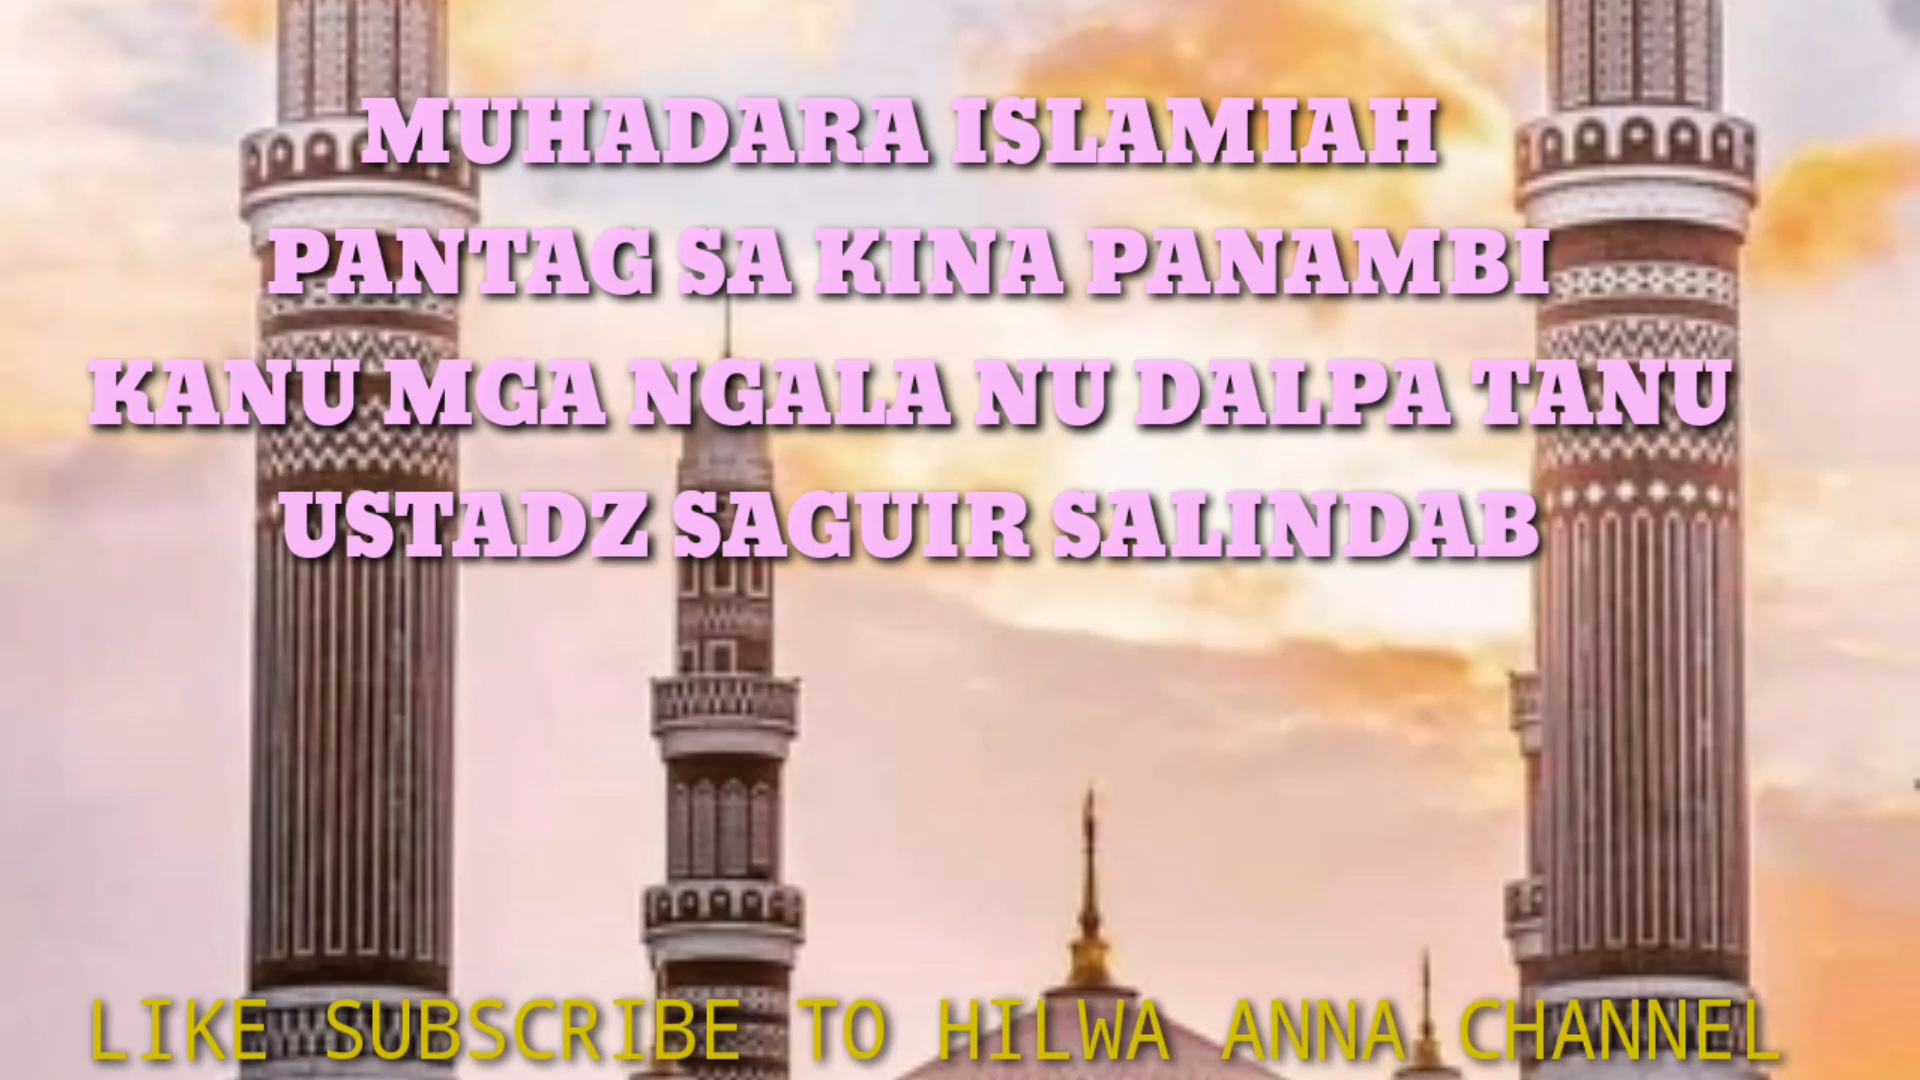 MUHADARA ISLAMIAH
PANTAG SA KINA PANAMBI
KANU MGA NGALA NU DALPA TANU
USTADZ SAGUIR SALINDAB
LIKE SUBSCRIBE TO HILWA ANNA CHANNEL